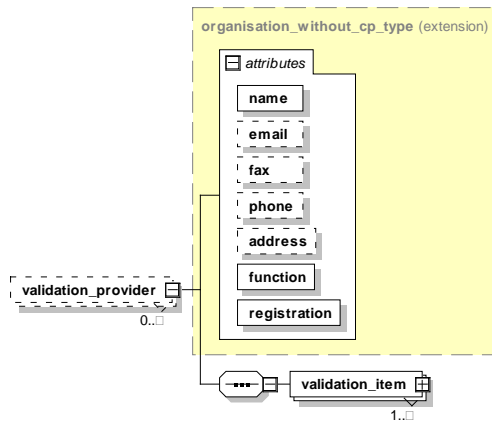 organisation_without_cp_type (extension)
attributes
name
email
fax
phone
address
function
registration
validation_provider
0..□
validation_item
1..□